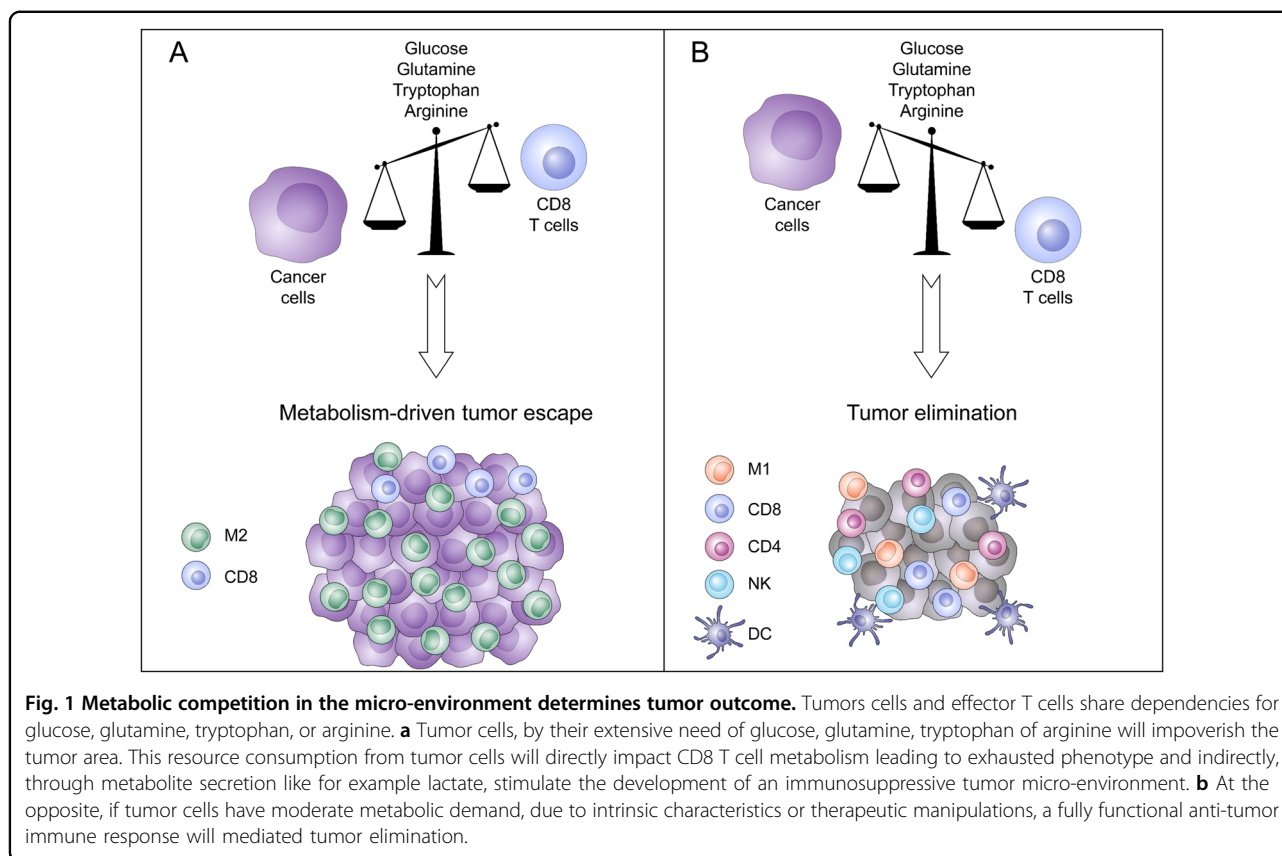 A
Glucose
Glutamine
Tryptophan
Arginine
Cancer
cells
CD8
T cells
Metabolism-driven tumor escape
M2
CD8
B
Glucose
Glutamine
Tryptophan
Arginine
Cancer
cells
CD8
T cells
Tumor elimination
M1
CD8
CD4
NK
DC
Fig. 1 Metabolic competition in the micro-environment determines tumor outcome. Tumors cells and effector T cells share dependencies for
glucose, glutamine, tryptophan, or arginine. a Tumor cells, by their extensive need of glucose, glutamine, tryptophan of arginine will impoverish the
tumor area. This resource consumption from tumor cells will directly impact CD8 T cell metabolism leading to exhausted phenotype and indirectly,
through metabolite secretion like for example lactate, stimulate the development of an immunosuppressive tumor micro-environment. b At the
opposite, if tumor cells have moderate metabolic demand, due to intrinsic characteristics or therapeutic manipulations, a fully functional anti-tumor
immune response will mediated tumor elimination.